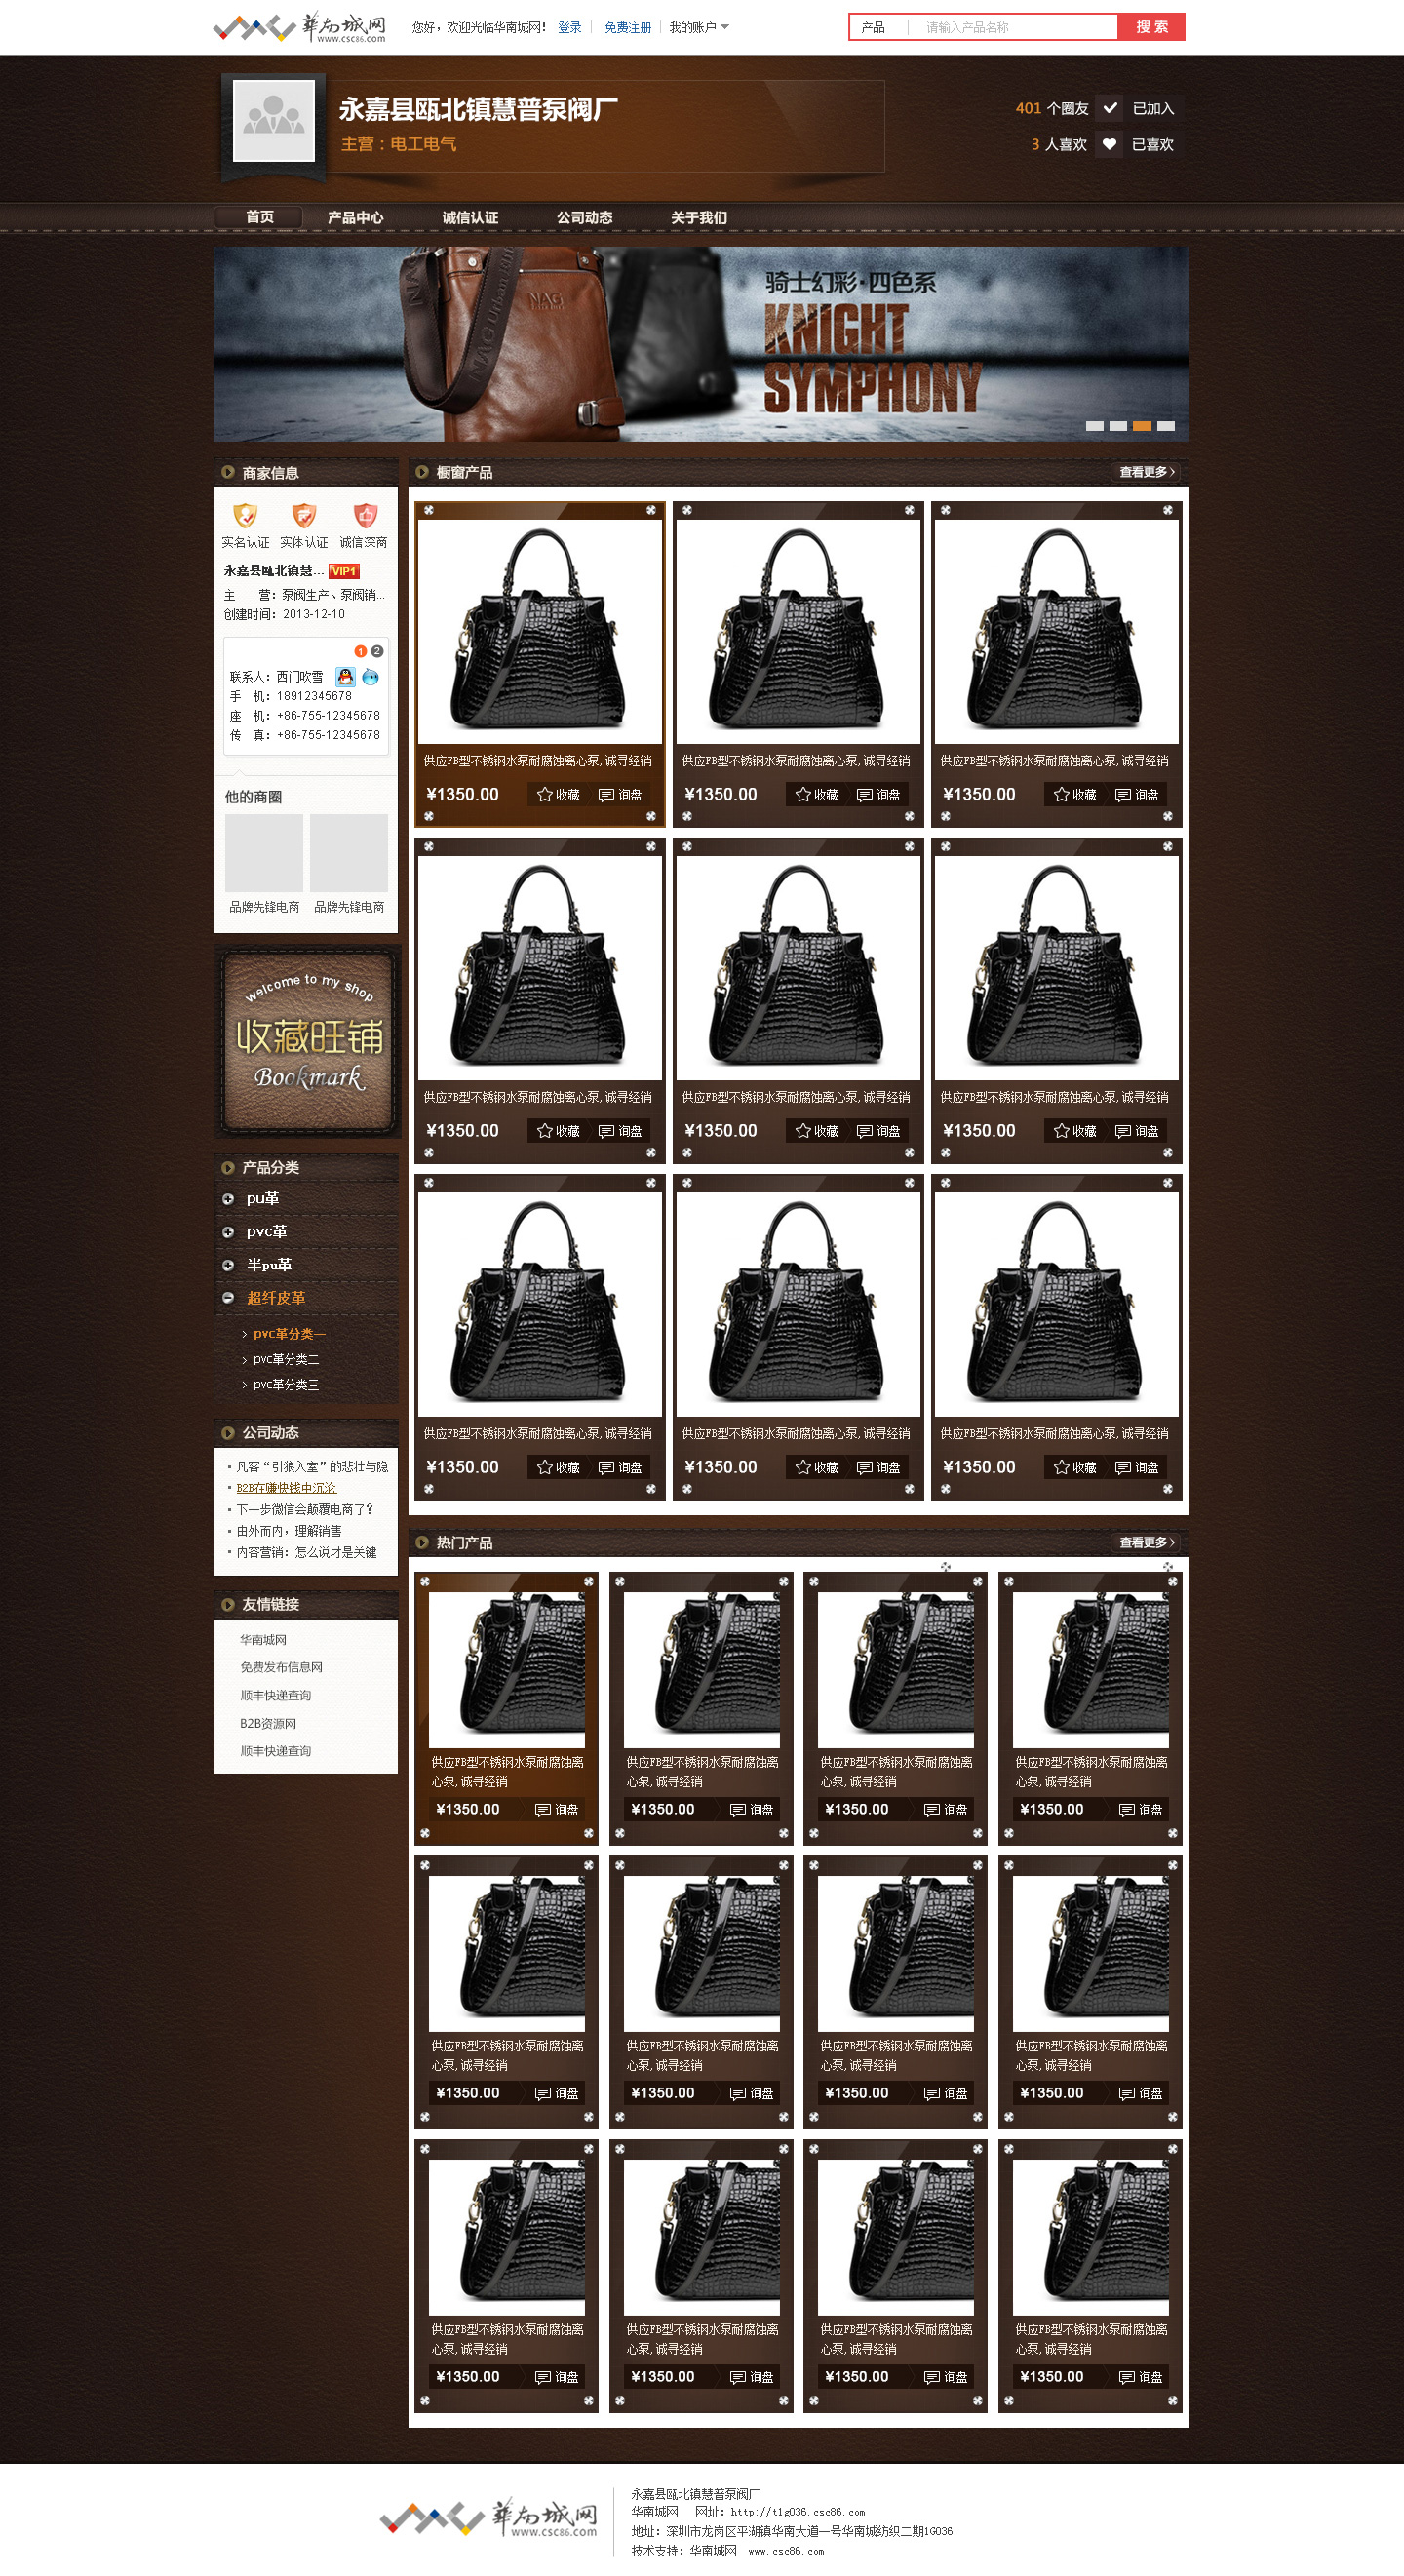 華南城网
www.csc86.com
您好，欢迎光临华南城网！ 登录 免费注册 我的账户
产品 请输入产品名称 搜 索
永嘉县瓯北镇慧普泵阀厂
主营：电工电气
401 个圈友 已加入
3 人喜欢 已喜欢
首页 产品中心 诚信认证 公司动态 关于我们
NAG
NAG Urban
骑士幻彩·四色系
KNIGHT
SYMPHONY
商家信息
实名认证 实体认证 诚信深商
永嘉县瓯北镇慧... VIP1
主 营：泵阀生产、泵阀销...
创建时间：2013-12-10
1 2
联系人：西门吹雪
手 机：18912345678
座 机：+86-755-12345678
传 真：+86-755-12345678
他的商圈
品牌先锋电商 品牌先锋电商
welcome to my shop
收藏旺铺
Bookmark
产品分类
pu革
pvc革
半pu革
超纤皮革
pvc革分类一
pvc革分类二
pvc革分类三
公司动态
凡客“引狼入室”的悲壮与隐
B2B在赚快钱中沉沦
下一步微信会颠覆电商了？
由外而内，理解销售
内容营销：怎么说才是关键
友情链接
华南城网
免费发布信息网
顺丰快递查询
B2B资源网
顺丰快递查询
橱窗产品 查看更多
供应FB型不锈钢水泵耐腐蚀离心泵, 诚寻经销 供应FB型不锈钢水泵耐腐蚀离心泵, 诚寻经销 供应FB型不锈钢水泵耐腐蚀离心泵, 诚寻经销
¥1350.00 收藏 询盘 ¥1350.00 收藏 询盘 ¥1350.00 收藏 询盘
供应FB型不锈钢水泵耐腐蚀离心泵, 诚寻经销 供应FB型不锈钢水泵耐腐蚀离心泵, 诚寻经销 供应FB型不锈钢水泵耐腐蚀离心泵, 诚寻经销
¥1350.00 收藏 询盘 ¥1350.00 收藏 询盘 ¥1350.00 收藏 询盘
供应FB型不锈钢水泵耐腐蚀离心泵, 诚寻经销 供应FB型不锈钢水泵耐腐蚀离心泵, 诚寻经销 供应FB型不锈钢水泵耐腐蚀离心泵, 诚寻经销
¥1350.00 收藏 询盘 ¥1350.00 收藏 询盘 ¥1350.00 收藏 询盘
热门产品 查看更多
供应FB型不锈钢水泵耐腐蚀离 供应FB型不锈钢水泵耐腐蚀离 供应FB型不锈钢水泵耐腐蚀离 供应FB型不锈钢水泵耐腐蚀离
心泵, 诚寻经销 心泵, 诚寻经销 心泵, 诚寻经销 心泵, 诚寻经销
¥1350.00 询盘 ¥1350.00 询盘 ¥1350.00 询盘 ¥1350.00 询盘
供应FB型不锈钢水泵耐腐蚀离 供应FB型不锈钢水泵耐腐蚀离 供应FB型不锈钢水泵耐腐蚀离 供应FB型不锈钢水泵耐腐蚀离
心泵, 诚寻经销 心泵, 诚寻经销 心泵, 诚寻经销 心泵, 诚寻经销
¥1350.00 询盘 ¥1350.00 询盘 ¥1350.00 询盘 ¥1350.00 询盘
供应FB型不锈钢水泵耐腐蚀离 供应FB型不锈钢水泵耐腐蚀离 供应FB型不锈钢水泵耐腐蚀离 供应FB型不锈钢水泵耐腐蚀离
心泵, 诚寻经销 心泵, 诚寻经销 心泵, 诚寻经销 心泵, 诚寻经销
¥1350.00 询盘 ¥1350.00 询盘 ¥1350.00 询盘 ¥1350.00 询盘
華南城网
www.csc86.com
永嘉县瓯北镇慧普泵阀厂
华南城网 网址：http://t1g036.csc86.com
地址：深圳市龙岗区平湖镇华南大道一号华南城纺织二期1G036
技术支持：华南城网 www.csc86.com